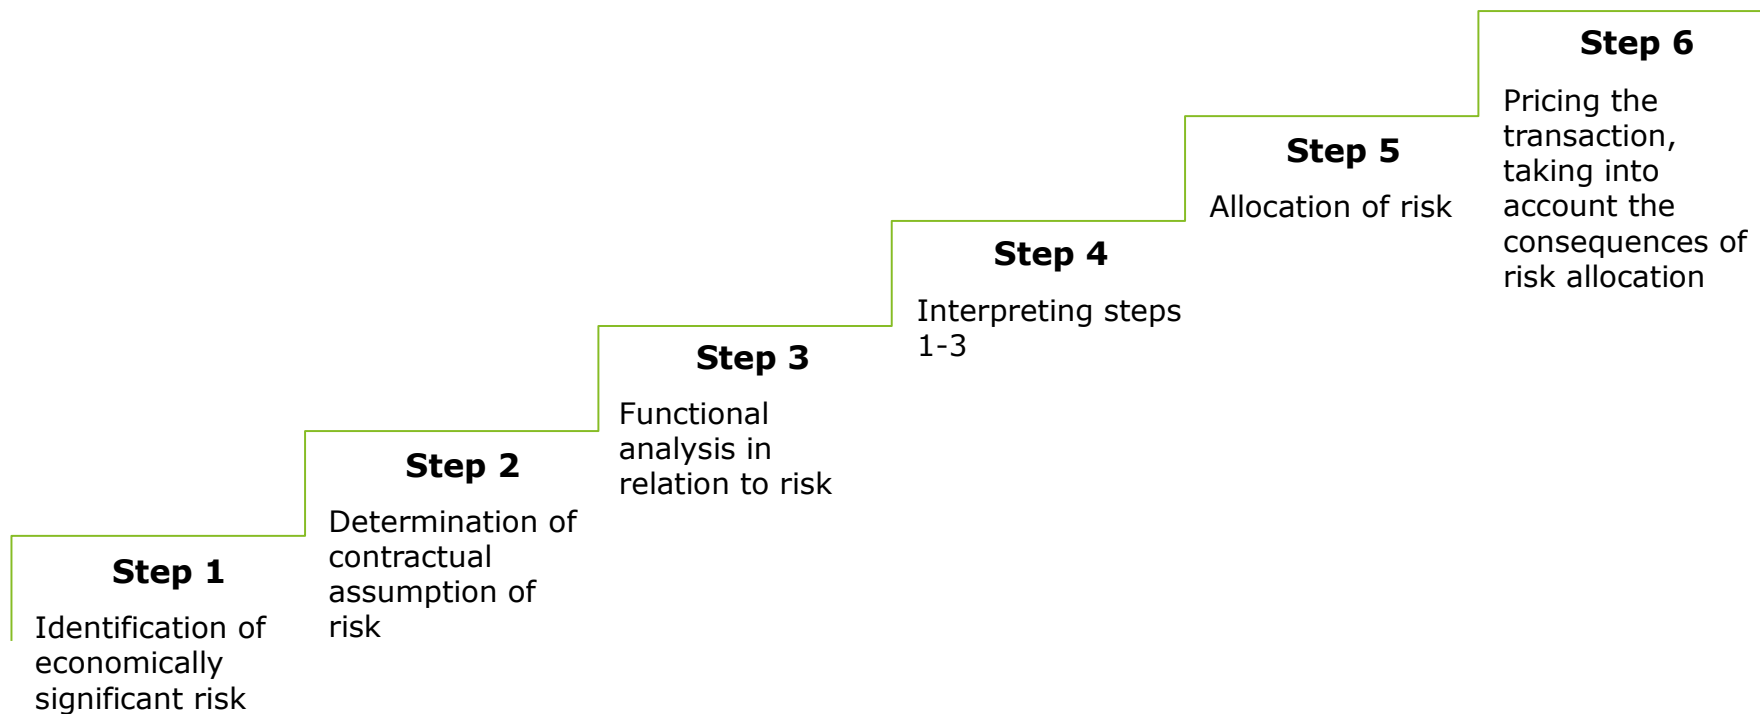 Step 1
Identification of
economically
significant risk
Step 2
Determination of
contractual
assumption of
risk
Step 3
Functional
analysis in
relation to risk
Step 4
Interpreting steps
1-3
Step 5
Allocation of risk
Step 6
Pricing the
transaction,
taking into
account the
consequences of
risk allocation